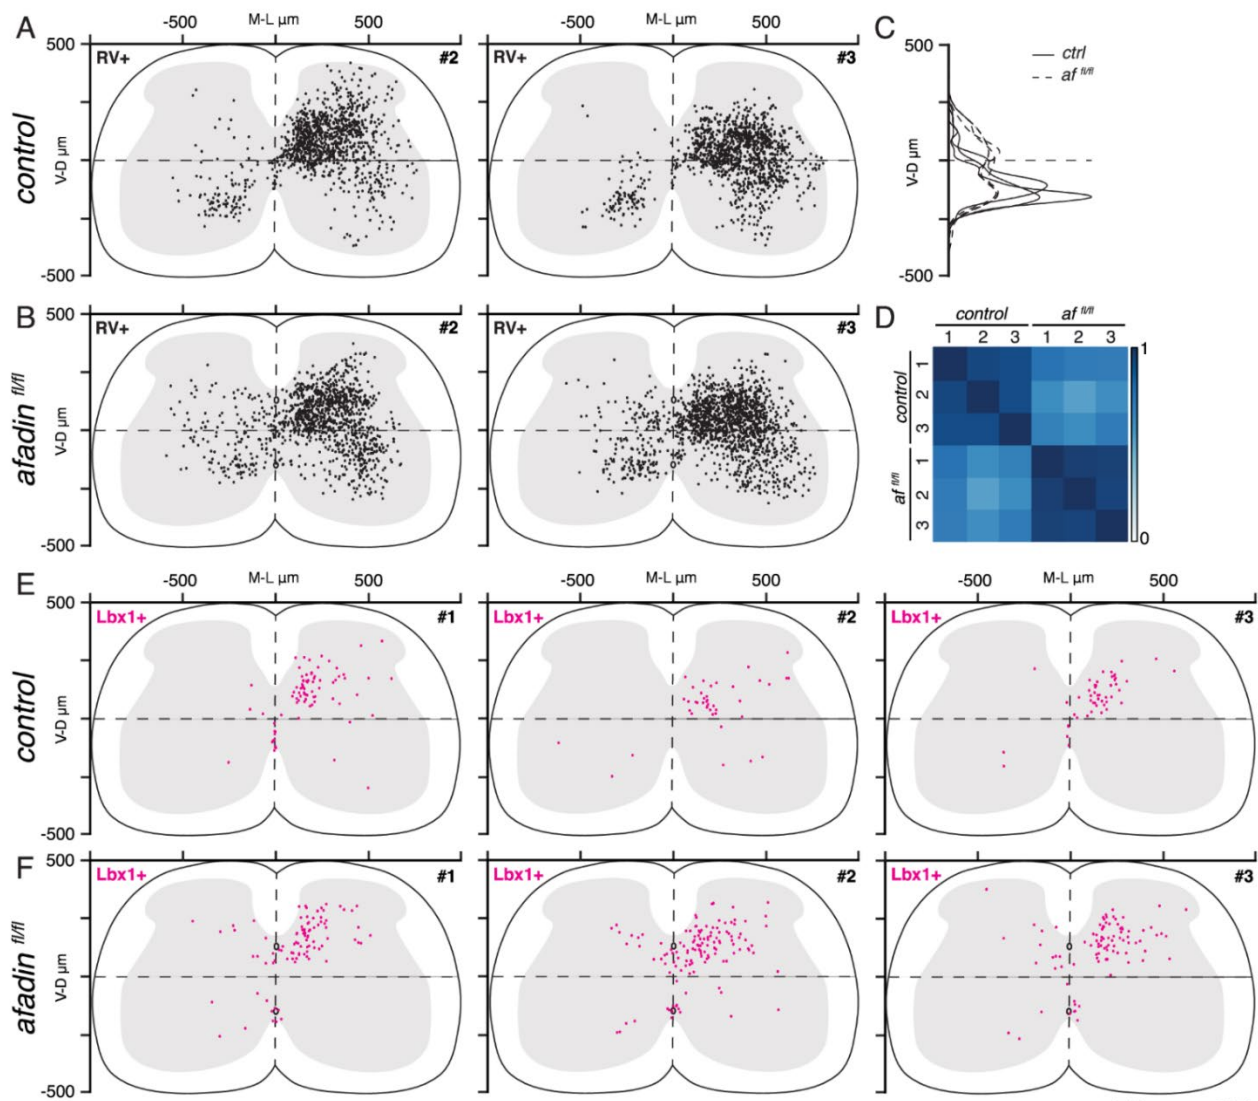 A
-500 M-L µm 500
-500 M-L µm 500
C
500
RV+ #2
RV+ #3
control
V-D µm
-500
500
V-D µm
-500
ctrl
af fl/fl
B
500
RV+ #2
RV+ #3
afadin fl/fl
V-D µm
-500
D
control af fl/fl
1 2 3 1 2 3
control
1
2
3
af fl/fl
1
2
3
1
0
E
-500 M-L µm 500
-500 M-L µm 500
-500 M-L µm 500
500
Lbx1+ #1
Lbx1+ #2
Lbx1+ #3
control
V-D µm
-500
F
500
Lbx1+ #1
Lbx1+ #2
Lbx1+ #3
afadin fl/fl
V-D µm
-500